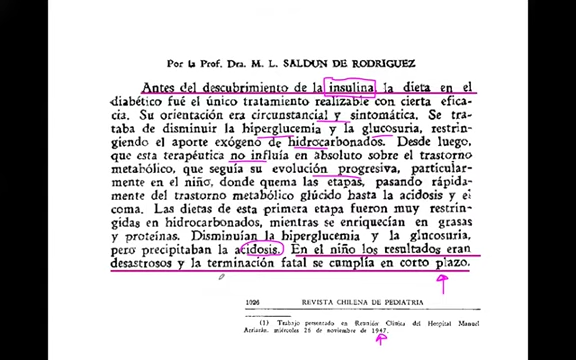 Por la Prof. Dra. M. L. SALDUN DE RODRIGUEZ
Antes del descubrimiento de la insulina la dieta en el
diabético fué el único tratamiento realizable con cierta efica-
cia. Su orientación era circunstancial y sintomática. Se tra-
taba de disminuir la hiperglucemia y la glucosuria, restrin-
giendo el aporte exógeno de hidrocarbonados. Desde luego,
que esta terapéutica no influía en absoluto sobre el trastorno
metabólico, que seguía su evolución progresiva, particular-
mente en el niño, donde quema las etapas, pasando rápida-
mente del trastorno metabólico glúcido hasta la acidosis y el
coma. Las dietas de esta primera etapa fueron muy restrin-
gidas en hidrocarbonados, mientras se enriquecían en grasas
y proteínas. Disminuían la hiperglucemia y la glucosuria,
pero precipitaban la acidosis. En el niño los resultados eran
desastrosos y la terminación fatal se cumplía en corto plazo.
1026 REVISTA CHILENA DE PEDIATRIA
(1) Trabajo presentado en Reunión Clínica del Hospital Manuel
Arriarán, miércoles 26 de noviembre de 1947.